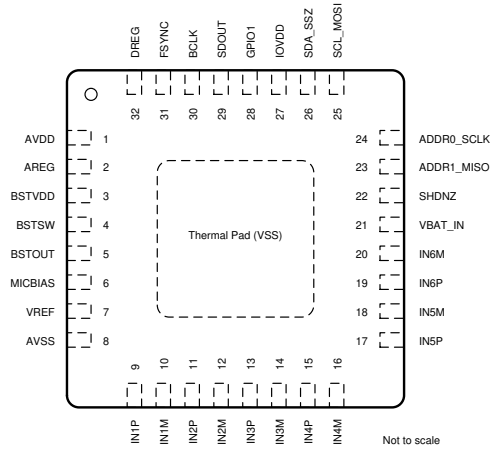 DREG
FSYNC
BCLK
SDOUT
GPIO1
IOVDD
SDA_SSZ
SCL_MOSI
32
31
30
29
28
27
26
25
AVDD 1
AREG 2
BSTVDD 3
BSTSW 4
BSTOUT 5
MICBIAS 6
VREF 7
AVSS 8
24 ADDR0_SCLK
23 ADDR1_MISO
22 SHDNZ
21 VBAT_IN
20 IN6M
19 IN6P
18 IN5M
17 IN5P
Thermal Pad (VSS)
9
10
11
12
13
14
15
16
IN1P
IN1M
IN2P
IN2M
IN3P
IN3M
IN4P
IN4M
Not to scale